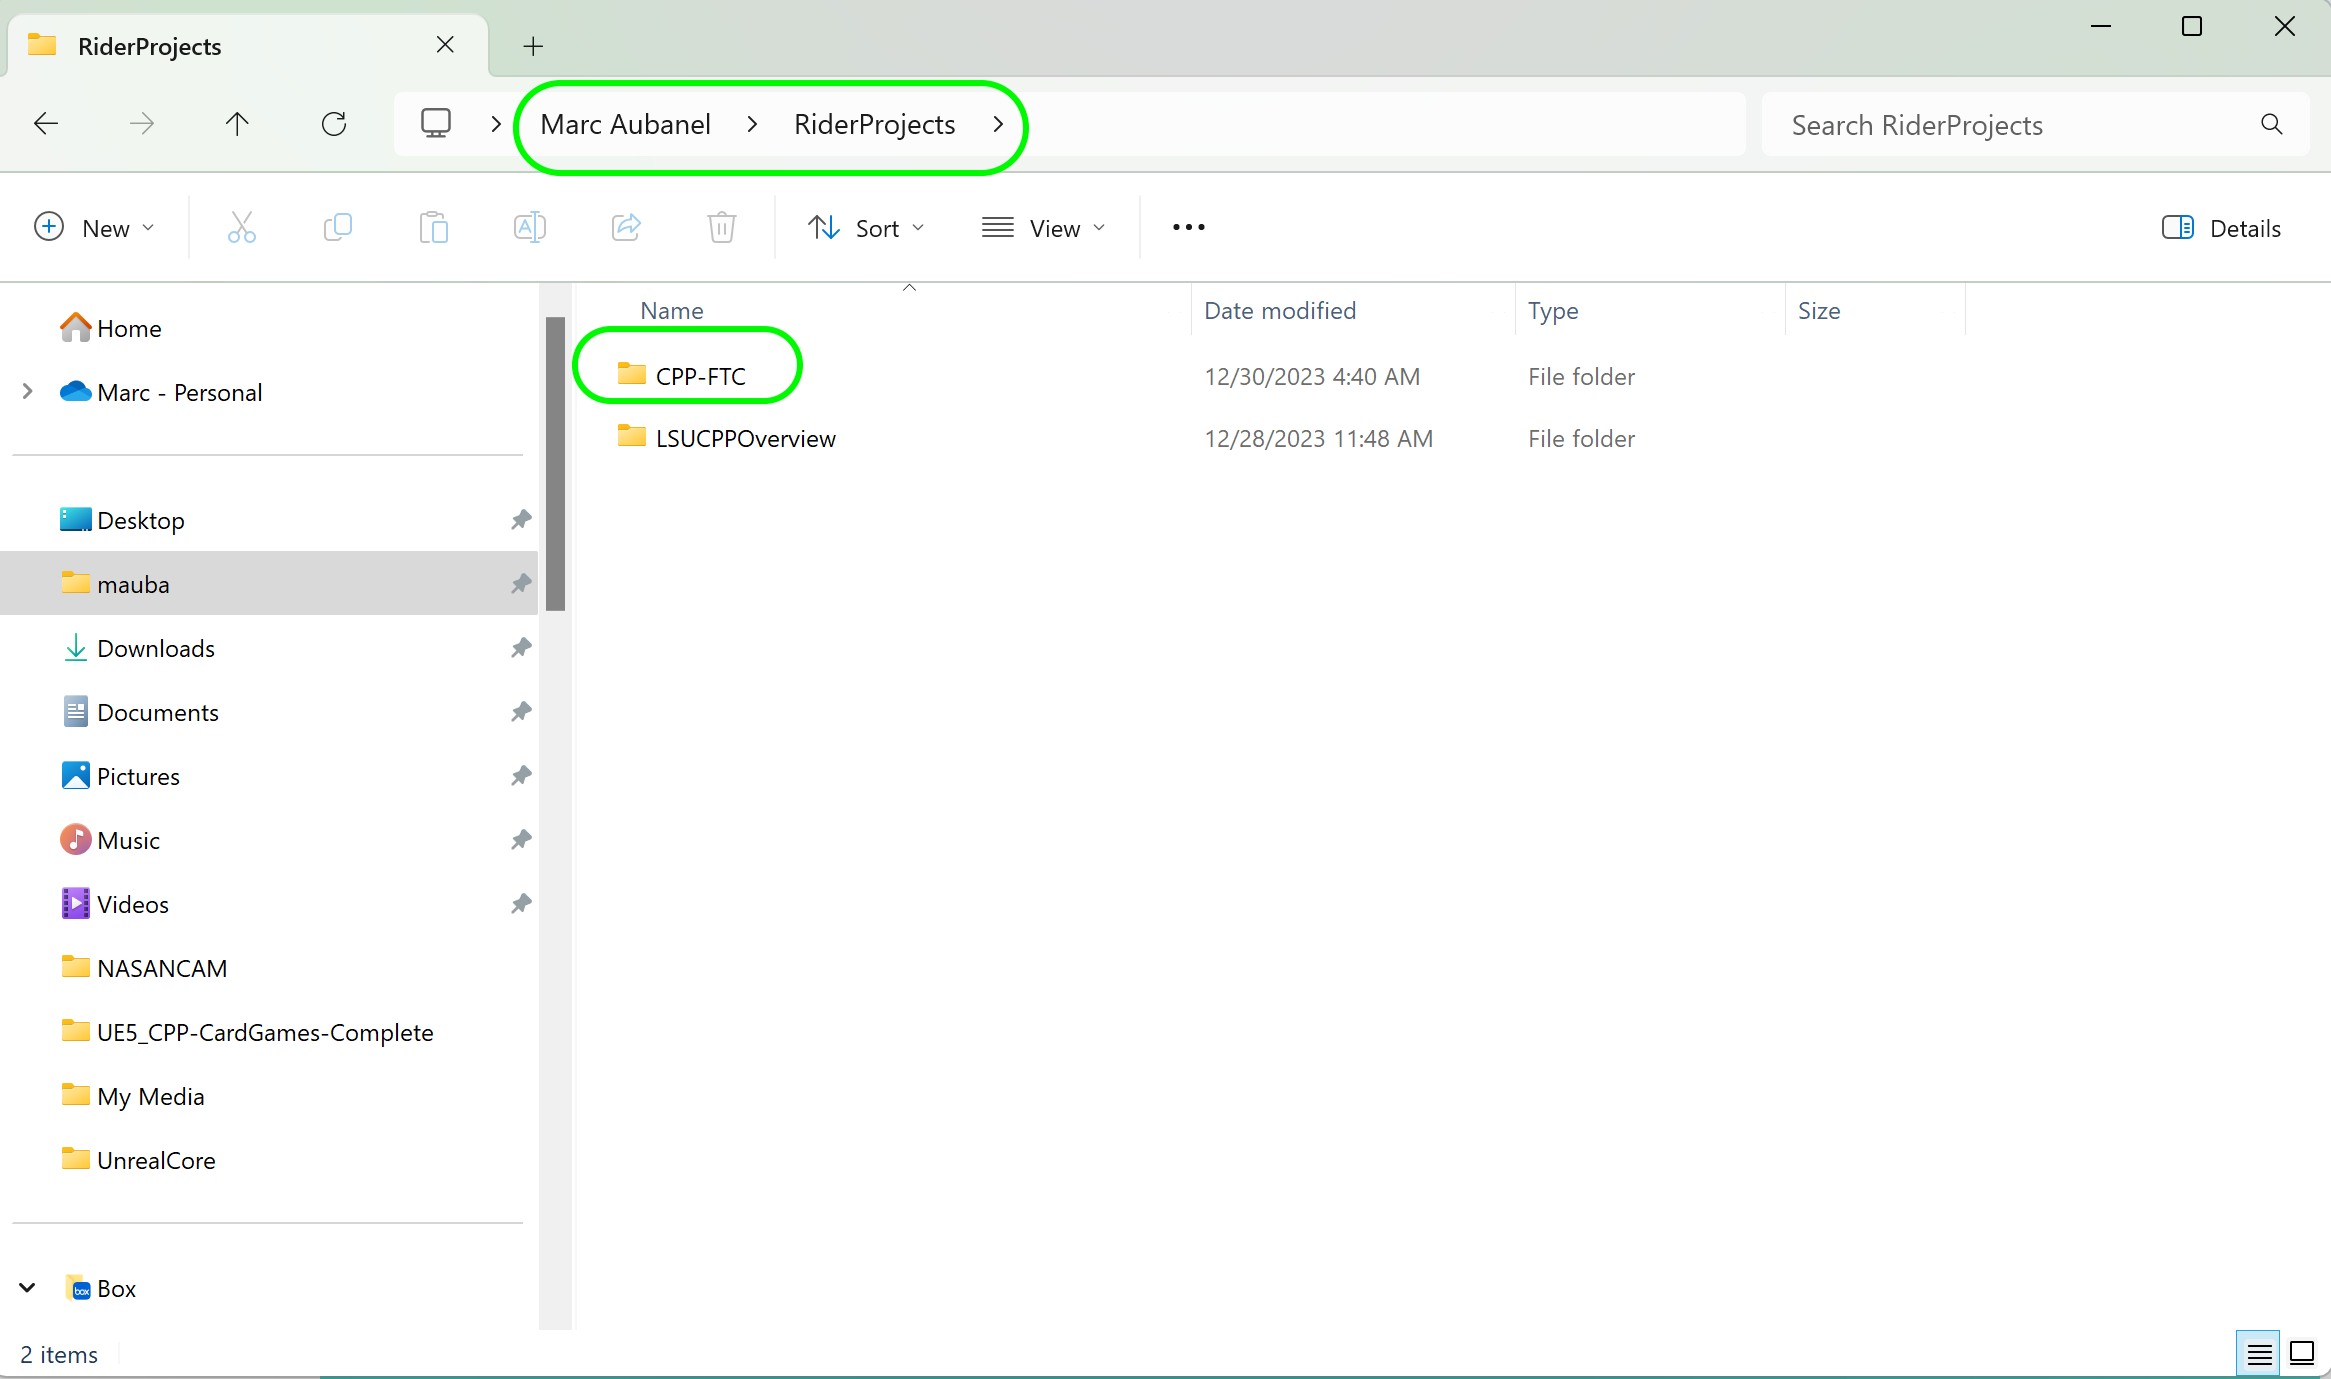 RiderProjects
Marc Aubanel > RiderProjects >
Search RiderProjects
New
Sort
View
Details
Name
Date modified
Type
Size
CPP-FTC
12/30/2023 4:40 AM
File folder
LSUCPPOverview
12/28/2023 11:48 AM
File folder
Home
Marc - Personal
Desktop
mauba
Downloads
Documents
Pictures
Music
Videos
NASANCAM
UE5_CPP-CardGames-Complete
My Media
UnrealCore
box
Box
2 items